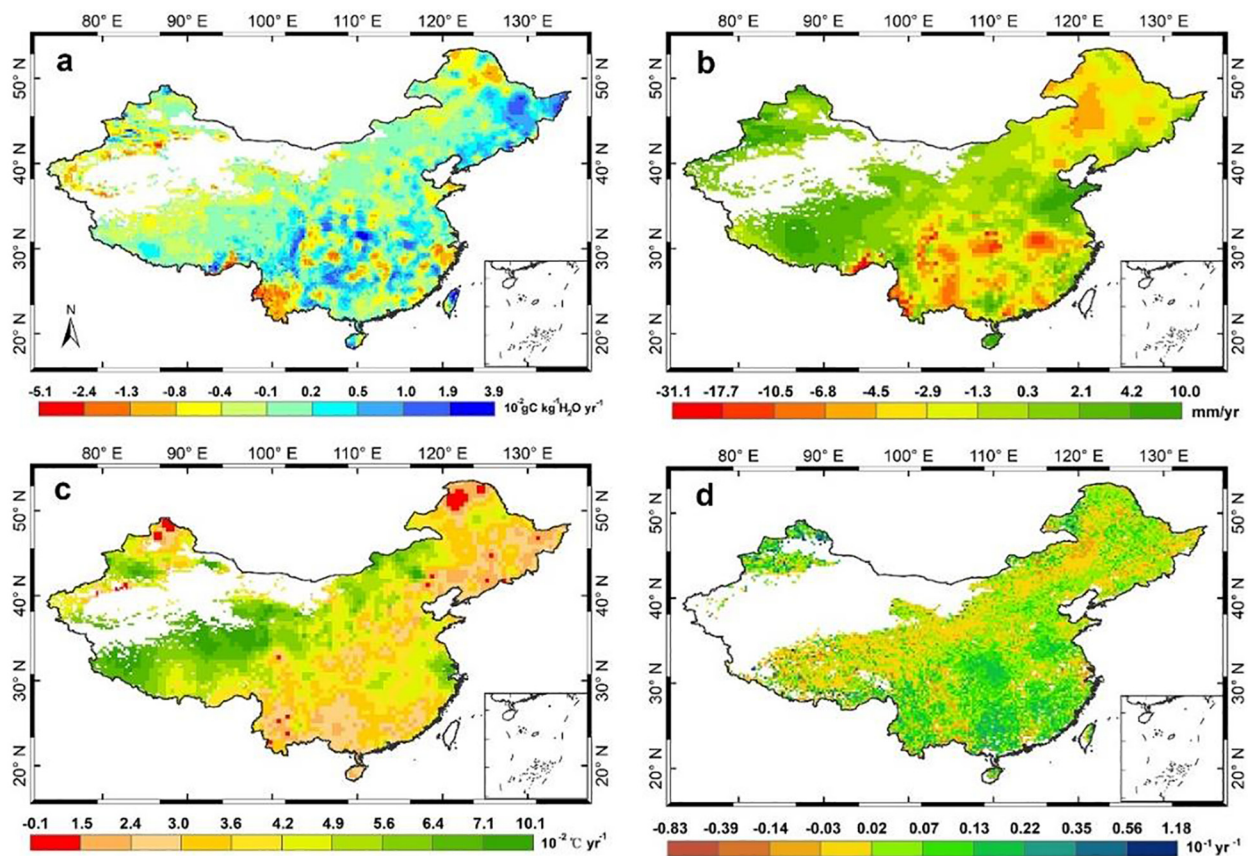 80° E 90° E 100° E 110° E 120° E 130° E
a
50° N
40° N
30° N
20° N
50° N
40° N
30° N
20° N
N
-5.1 -2.4 -1.3 -0.8 -0.4 -0.1 0.2 0.5 1.0 1.9 3.9
10⁻²gC kg⁻¹H₂O yr⁻¹
80° E 90° E 100° E 110° E 120° E 130° E
b
50° N
40° N
30° N
20° N
50° N
40° N
30° N
20° N
-31.1 -17.7 -10.5 -6.8 -4.5 -2.9 -1.3 0.3 2.1 4.2 10.0
mm/yr
80° E 90° E 100° E 110° E 120° E 130° E
c
50° N
40° N
30° N
20° N
50° N
40° N
30° N
20° N
-0.1 1.5 2.4 3.0 3.6 4.2 4.9 5.6 6.4 7.1 10.1
10⁻² ℃ yr⁻¹
80° E 90° E 100° E 110° E 120° E 130° E
d
50° N
40° N
30° N
20° N
50° N
40° N
30° N
20° N
-0.83 -0.39 -0.14 -0.03 0.02 0.07 0.13 0.22 0.35 0.56 1.18
10⁻¹ yr⁻¹